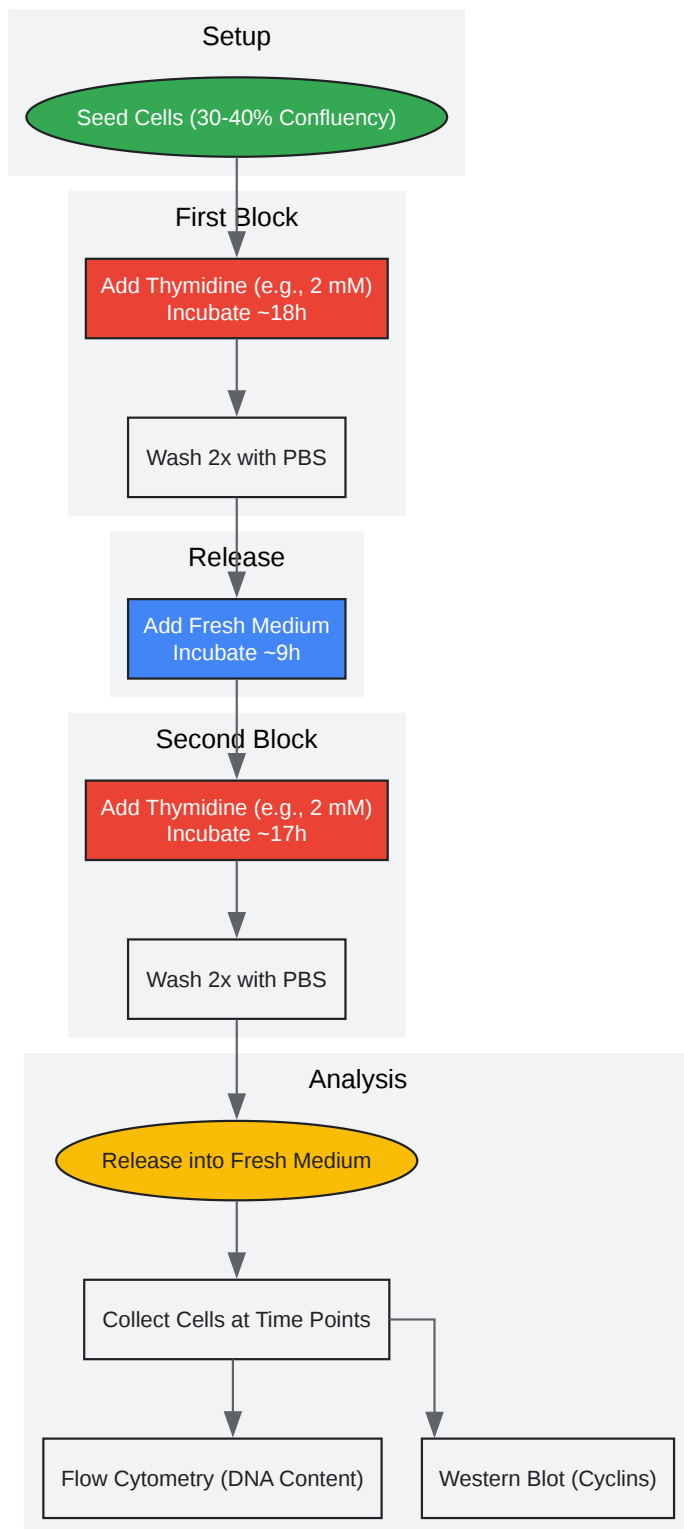 Setup
Seed Cells (30-40% Confluency)
First Block
Add Thymidine (e.g., 2 mM)
Incubate ~18h
Wash 2x with PBS
Release
Add Fresh Medium
Incubate ~9h
Second Block
Add Thymidine (e.g., 2 mM)
Incubate ~17h
Wash 2x with PBS
Analysis
Release into Fresh Medium
Collect Cells at Time Points
Flow Cytometry (DNA Content)
Western Blot (Cyclins)